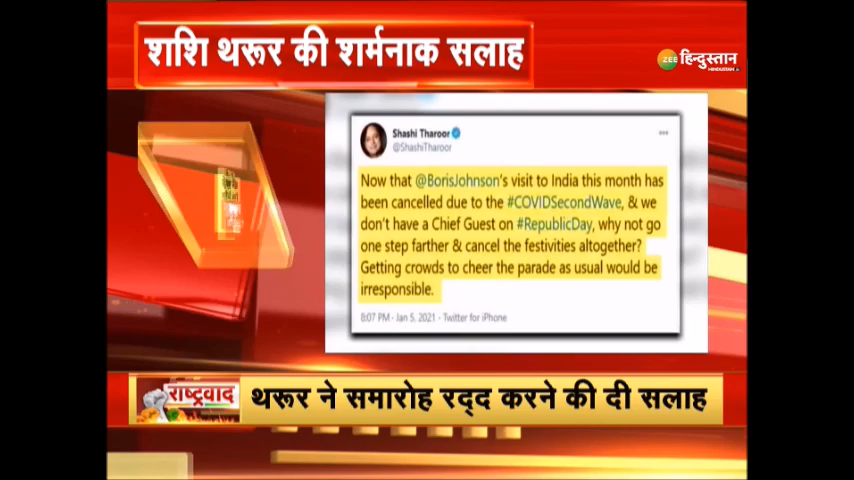 शशि थरूर की शर्मनाक सलाह
ZEE हिन्दुस्तान
HINDUSTAN
Shashi Tharoor
@ShashiTharoor
Now that @BorisJohnson's visit to India this month has
been cancelled due to the #COVIDSecondWave, & we
don't have a Chief Guest on #RepublicDay, why not go
one step farther & cancel the festivities altogether?
Getting crowds to cheer the parade as usual would be
irresponsible.
8:07 PM · Jan 5, 2021 · Twitter for iPhone
राष्ट्रवाद
थरूर ने समारोह रद्द करने की दी सलाह